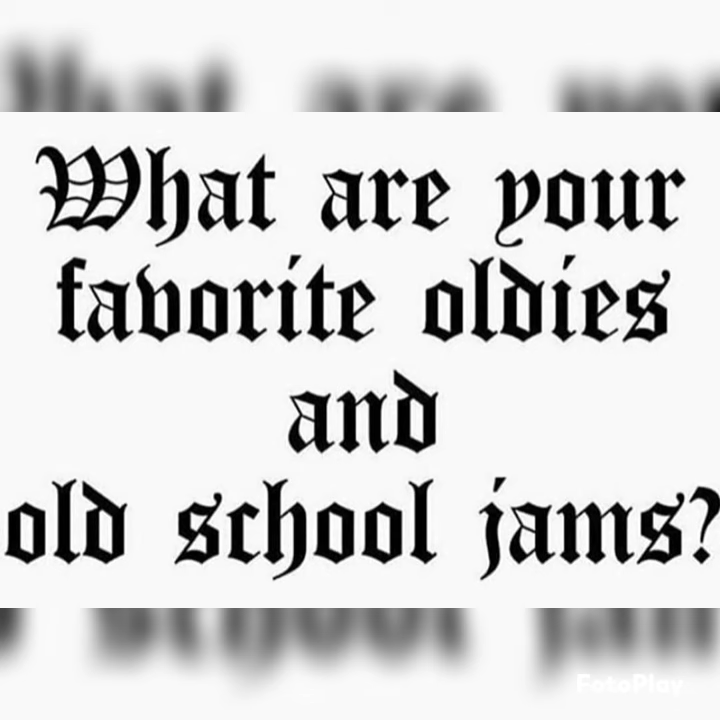 What are your
favorite oldies
and
old school jams?
FotoPlay